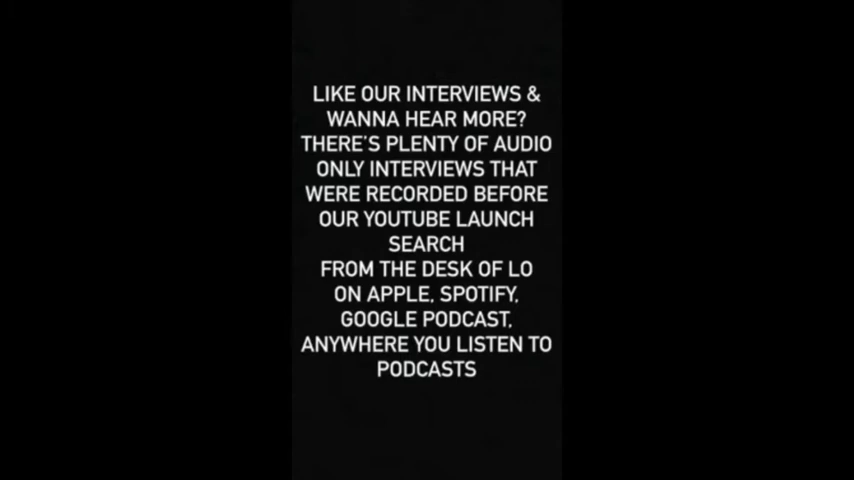 LIKE OUR INTERVIEWS &
WANNA HEAR MORE?
THERE'S PLENTY OF AUDIO
ONLY INTERVIEWS THAT
WERE RECORDED BEFORE
OUR YOUTUBE LAUNCH
SEARCH
FROM THE DESK OF LO
ON APPLE, SPOTIFY,
GOOGLE PODCAST,
ANYWHERE YOU LISTEN TO
PODCASTS